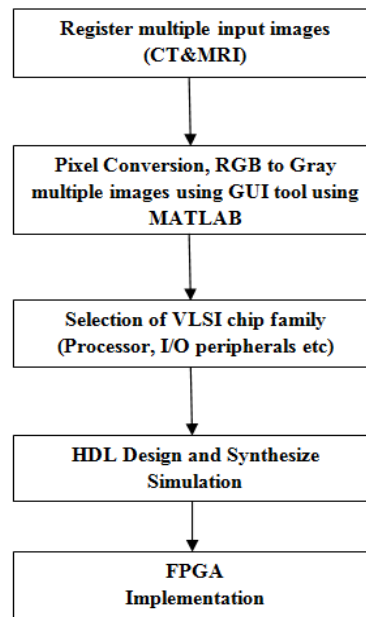 Register multiple input images
(CT&MRI)
Pixel Conversion, RGB to Gray
multiple images using GUI tool using
MATLAB
Selection of VLSI chip family
(Processor, I/O peripherals etc)
HDL Design and Synthesize
Simulation
FPGA
Implementation